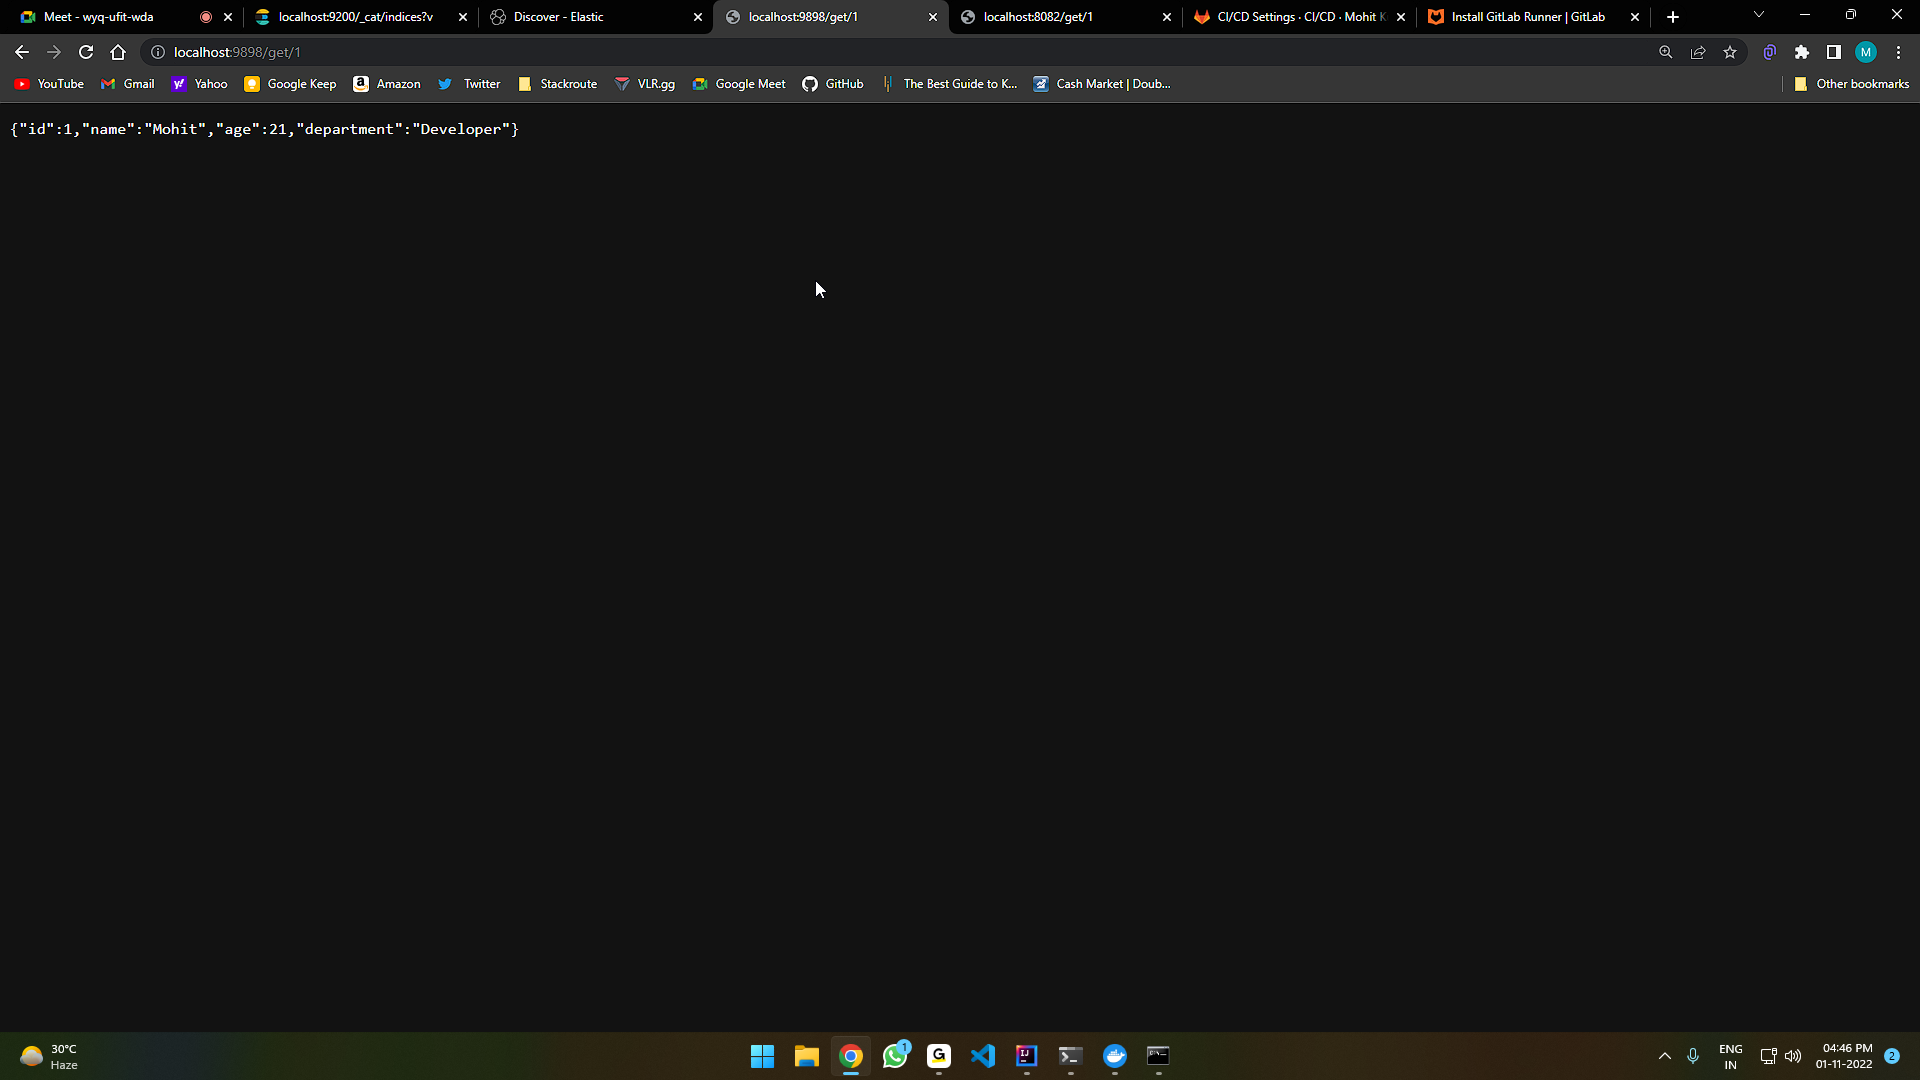 Meet - wyq-ufit-wda
localhost:9200/_cat/indices?v
Discover - Elastic
localhost:9898/get/1
localhost:8082/get/1
CI/CD Settings · CI/CD · Mohit K
Install GitLab Runner | GitLab
localhost:9898/get/1
M
YouTube
Gmail
Yahoo
Google Keep
Amazon
Twitter
Stackroute
VLR.gg
Google Meet
GitHub
The Best Guide to K...
Cash Market | Doub...
Other bookmarks
{"id":1,"name":"Mohit","age":21,"department":"Developer"}
30°C
Haze
1
G
IJ
ENG
IN
04:46 PM
01-11-2022
2